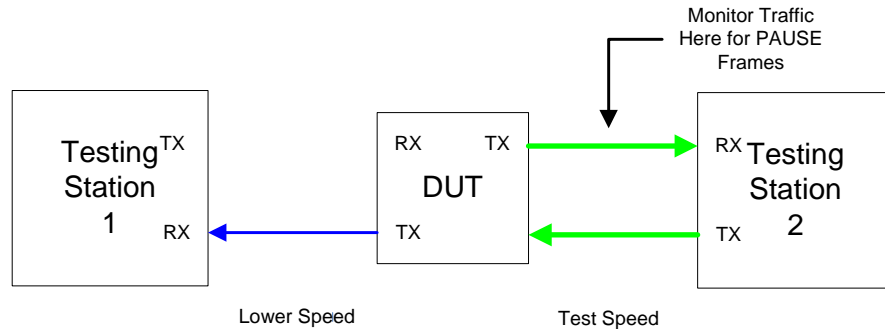 Monitor Traffic
Here for PAUSE
Frames
TX
Testing
Station
1
RX
RX
TX
DUT
TX
RX
Testing
Station
2
TX
Lower Speed
Test Speed